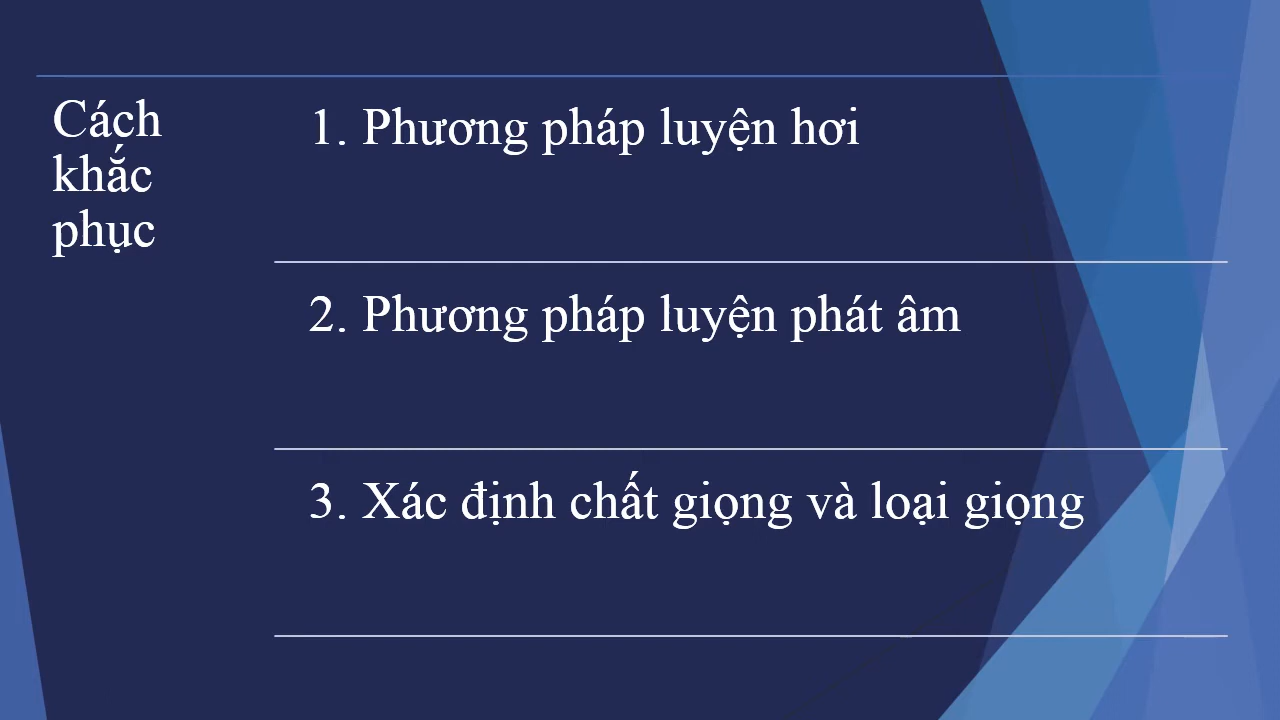 Cách
khắc
phục
1. Phương pháp luyện hơi
2. Phương pháp luyện phát âm
3. Xác định chất giọng và loại giọng